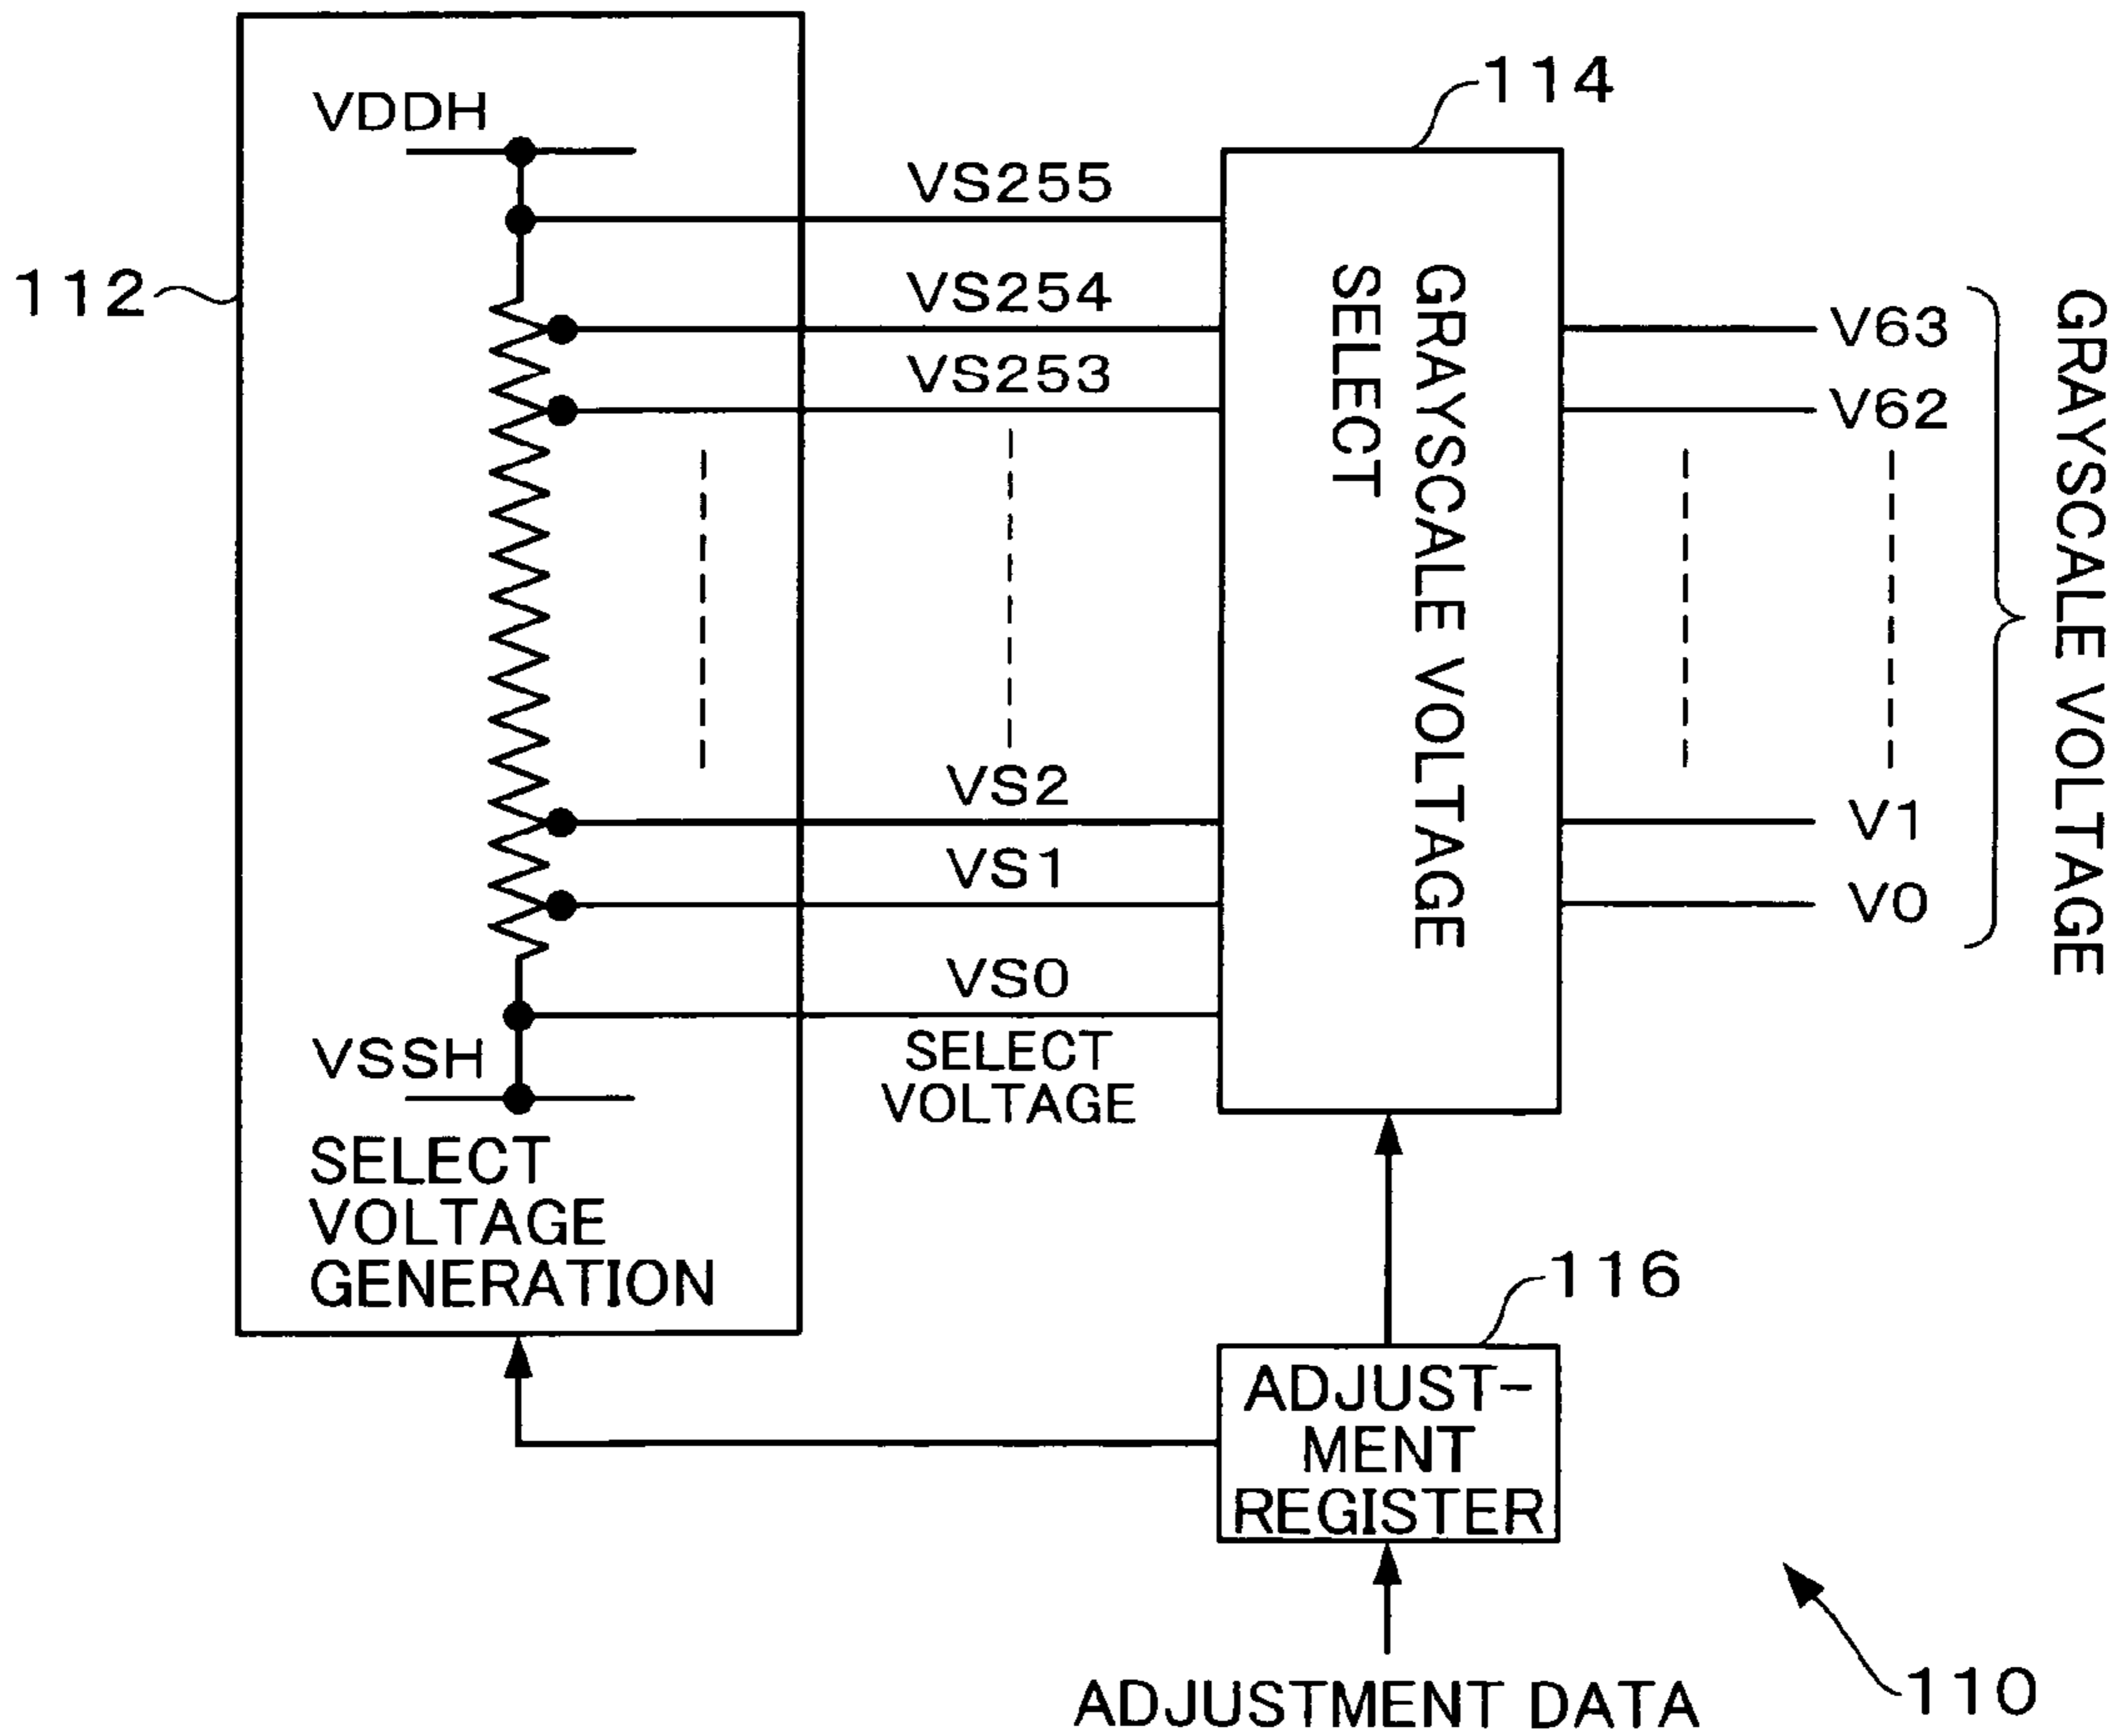 114
VDDH
VS255
112
VS254
VS253
GRAYSCALE VOLTAGE
SELECT
V63
V62
GRAYSCALE VOLTAGE
VS2
V1
VS1
V0
VS0
VSSH
SELECT
VOLTAGE
SELECT
VOLTAGE
GENERATION
116
ADJUST-
MENT
REGISTER
110
ADJUSTMENT DATA